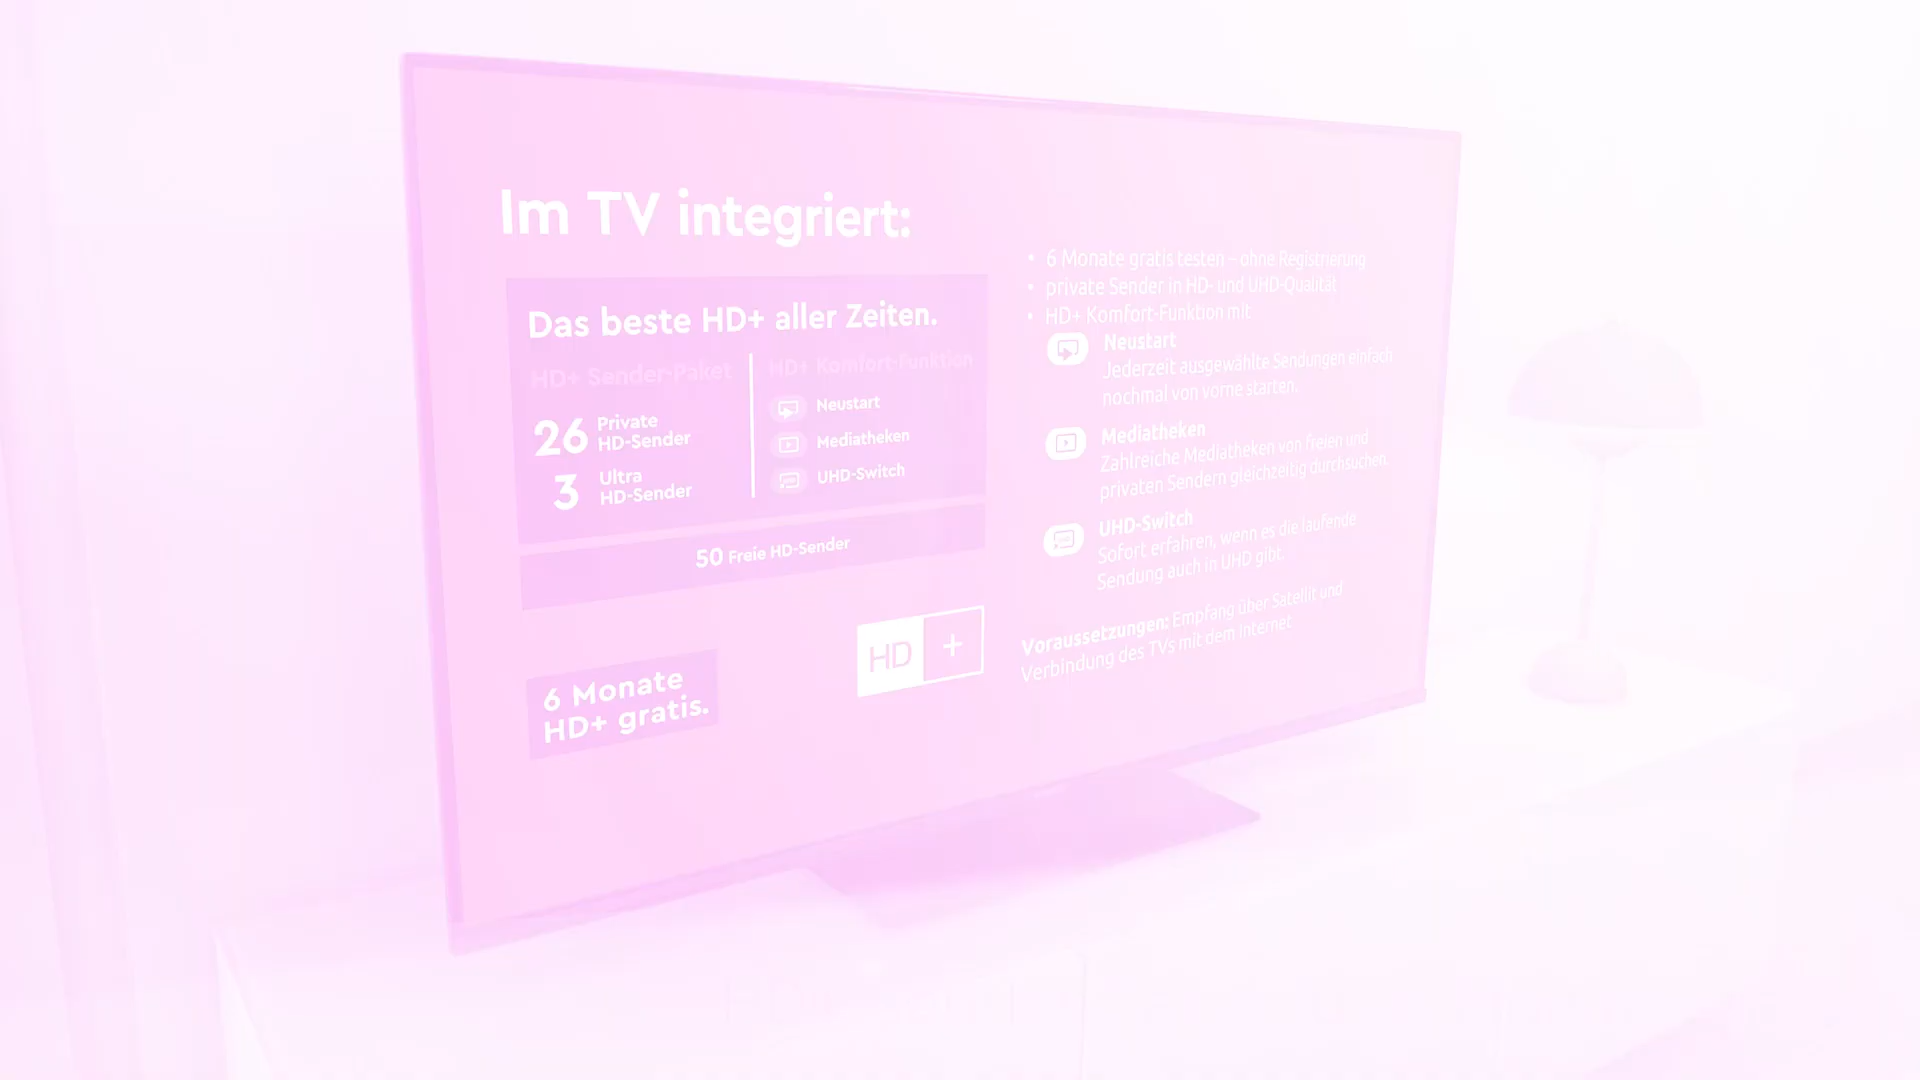 Im TV integriert:
Das beste HD+ aller Zeiten.
HD+ Sender-Paket
26 Private
HD-Sender
3 Ultra
HD-Sender
HD+ Komfort-Funktion
Neustart
Mediatheken
UHD-Switch
50 Freie HD-Sender
6 Monate
HD+ gratis.
HD +
• 6 Monate gratis testen – ohne Registrierung
• private Sender in HD- und UHD-Qualität
• HD+ Komfort-Funktion mit
Neustart
Jederzeit ausgewählte Sendungen einfach
nochmal von vorne starten.
Mediatheken
Zahlreiche Mediatheken von freien und
privaten Sendern gleichzeitig durchsuchen.
UHD-Switch
Sofort erfahren, wenn es die laufende
Sendung auch in UHD gibt.
Voraussetzungen: Empfang über Satellit und
Verbindung des TVs mit dem Internet